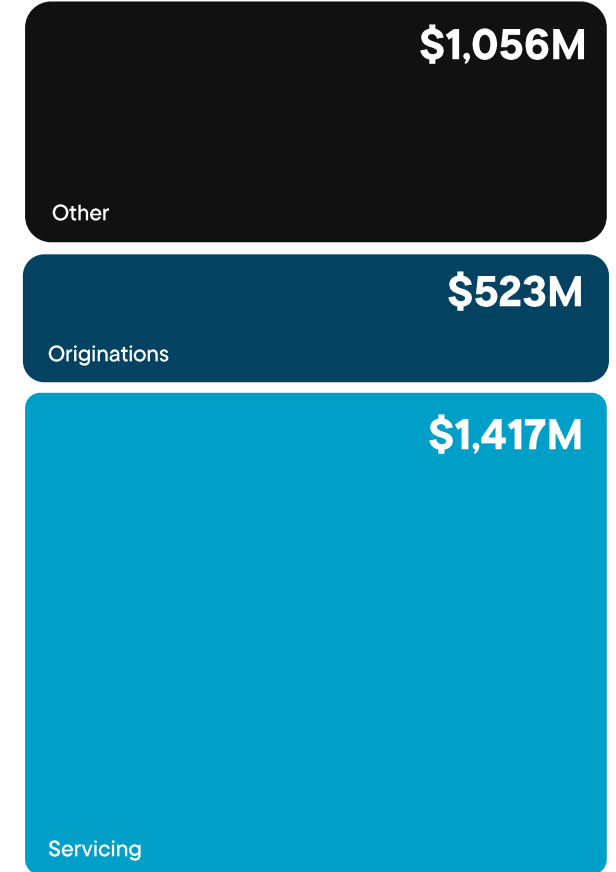 $1,056M
Other
$523M
Originations
$1,417M
Servicing